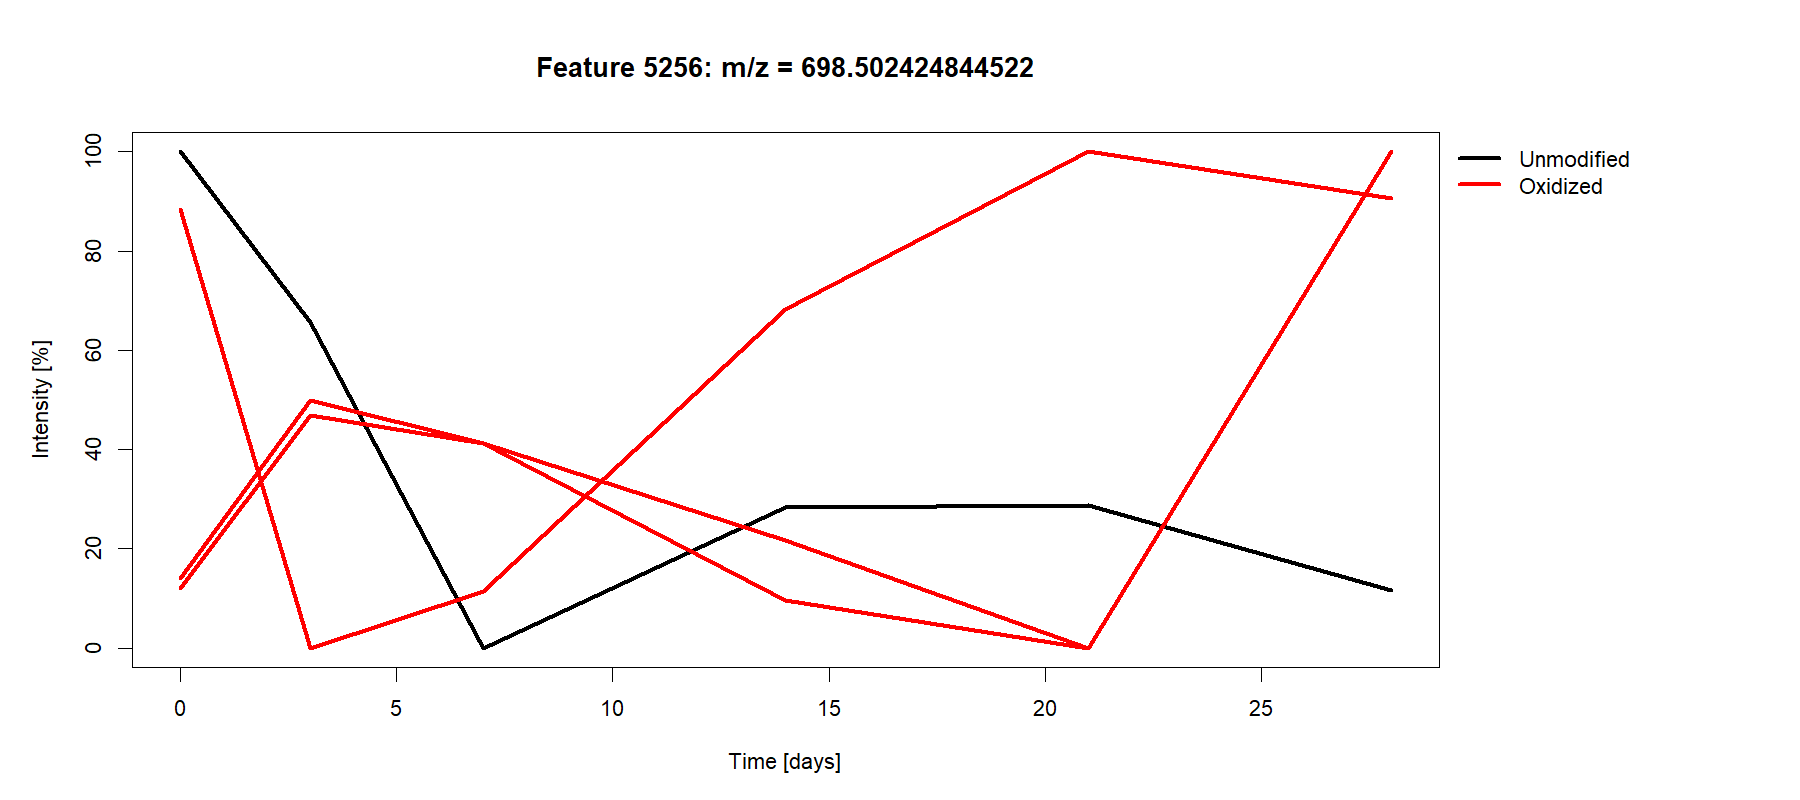 Feature 5256: m/z = 698.502424844522
100
80
60
40
20
0
Intensity [%]
0 5 10 15 20 25
Time [days]
Unmodified
Oxidized